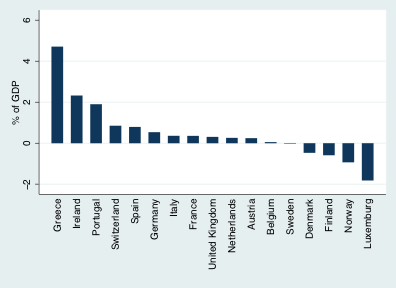 % of GDP
6
4
2
0
−2
Greece
Ireland
Portugal
Switzerland
Spain
Germany
Italy
France
United Kingdom
Netherlands
Austria
Belgium
Sweden
Denmark
Finland
Norway
Luxemburg